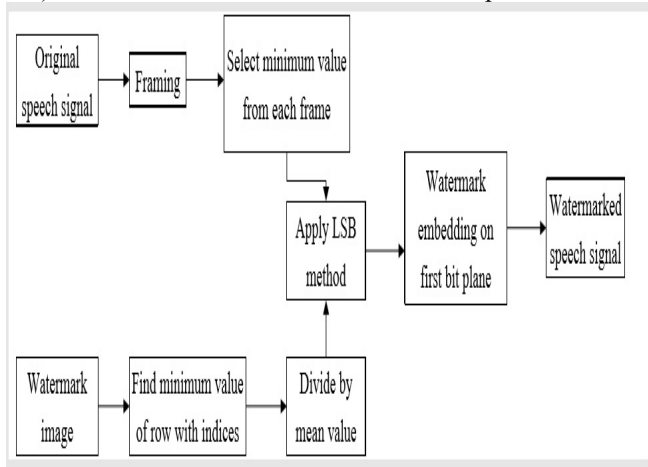 Original
speech signal
Framing
Select minimum value
from each frame
Apply LSB
method
Watermark
embedding on
first bit plane
Watermarked
speech signal
Watermark
image
Find minimum value
of row with indices
Divide by
mean value